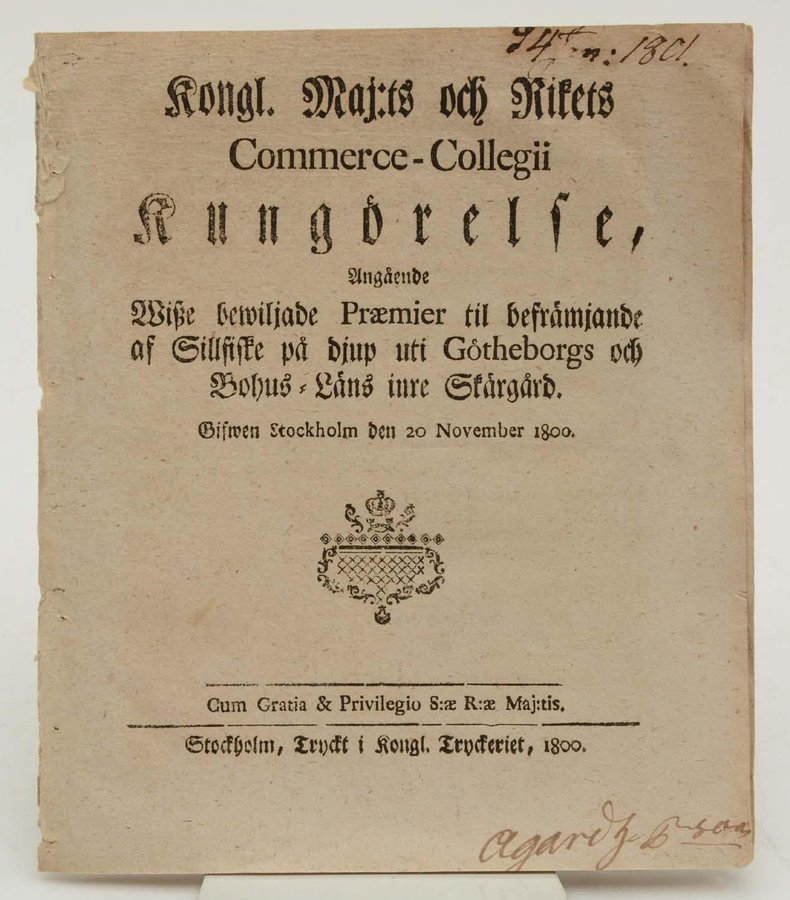 1801.
Kongl. Maj:ts och Rikets
Commerce-Collegii
Kungörelse,
Angående
Wiße bewiljade Præmier til befrämjande
af Sillfiske på djup uti Götheborgs och
Bohus-Läns inre Skärgård.
Gifwen Stockholm den 20 November 1800.
Cum Gratia & Privilegio S:æ R:æ Maj:tis.
Stockholm, Tryckt i Kongl. Tryckeriet, 1800.